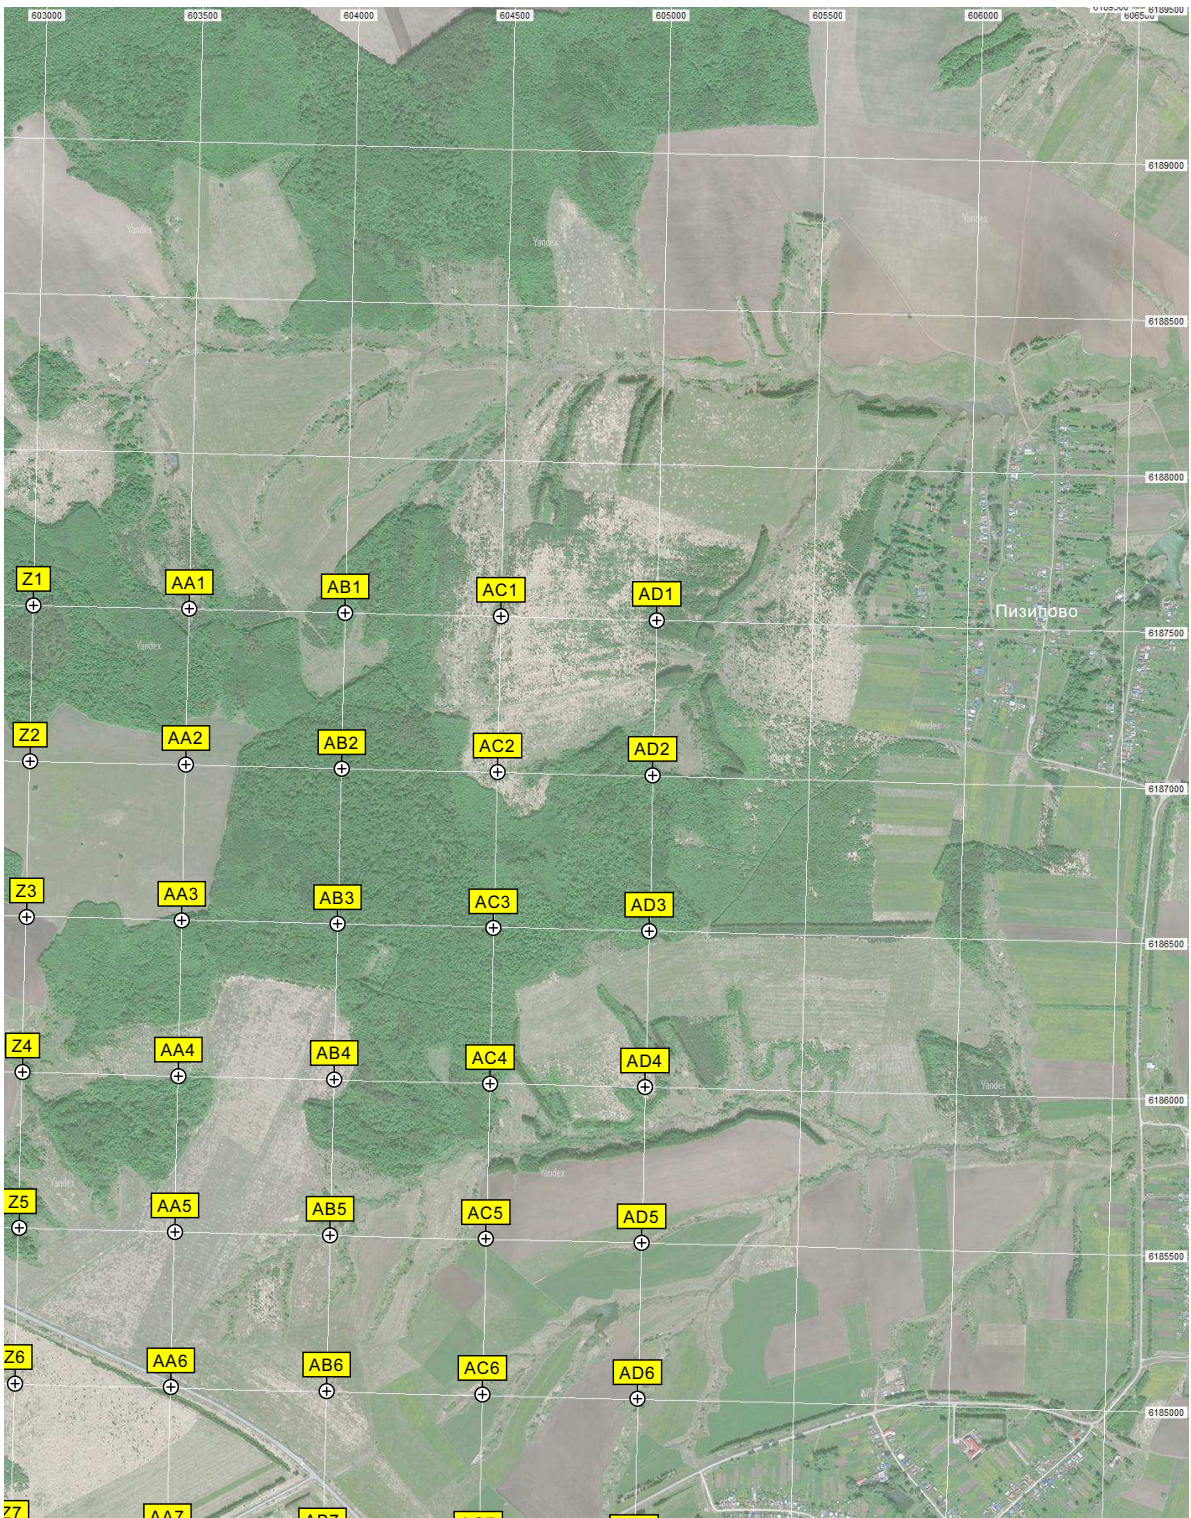 603000 603500 604000 604500 605000 605500 606000
6189500
6189000
Yandex Yandex Yandex
6188500
6188000
Z1 AA1 AB1 AC1 AD1
Пизипово
6187500
Yandex
Yandex
Z2 AA2 AB2 AC2 AD2
6187000
Z3 AA3 AB3 AC3 AD3
6186500
Z4 AA4 AB4 AC4 AD4
Yandex
6186000
Yandex Yandex
Z5 AA5 AB5 AC5 AD5
6185500
Z6 AA6 AB6 AC6 AD6
6185000
Z7 AA7 AB7